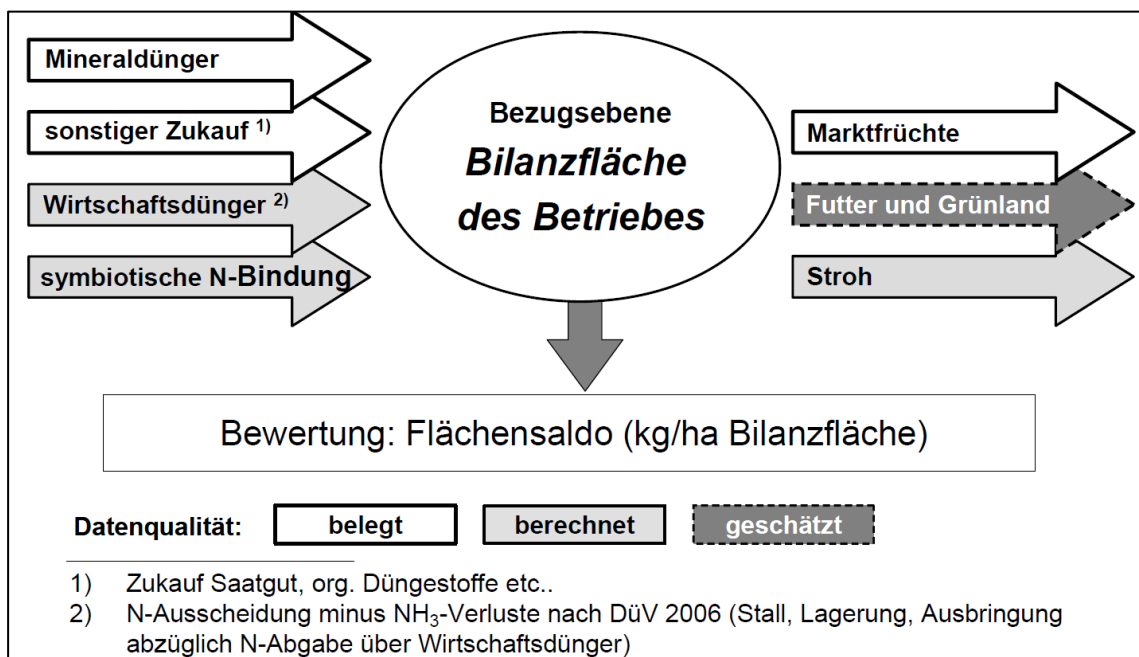 Mineraldünger
sonstiger Zukauf 1)
Wirtschaftsdünger 2)
symbiotische N-Bindung
Bezugsebene
Bilanzfläche
des Betriebes
Marktfrüchte
Futter und Grünland
Stroh
Bewertung: Flächensaldo (kg/ha Bilanzfläche)
Datenqualität: belegt berechnet geschätzt
1) Zukauf Saatgut, org. Düngestoffe etc..
2) N-Ausscheidung minus NH3-Verluste nach DüV 2006 (Stall, Lagerung, Ausbringung
abzüglich N-Abgabe über Wirtschaftsdünger)